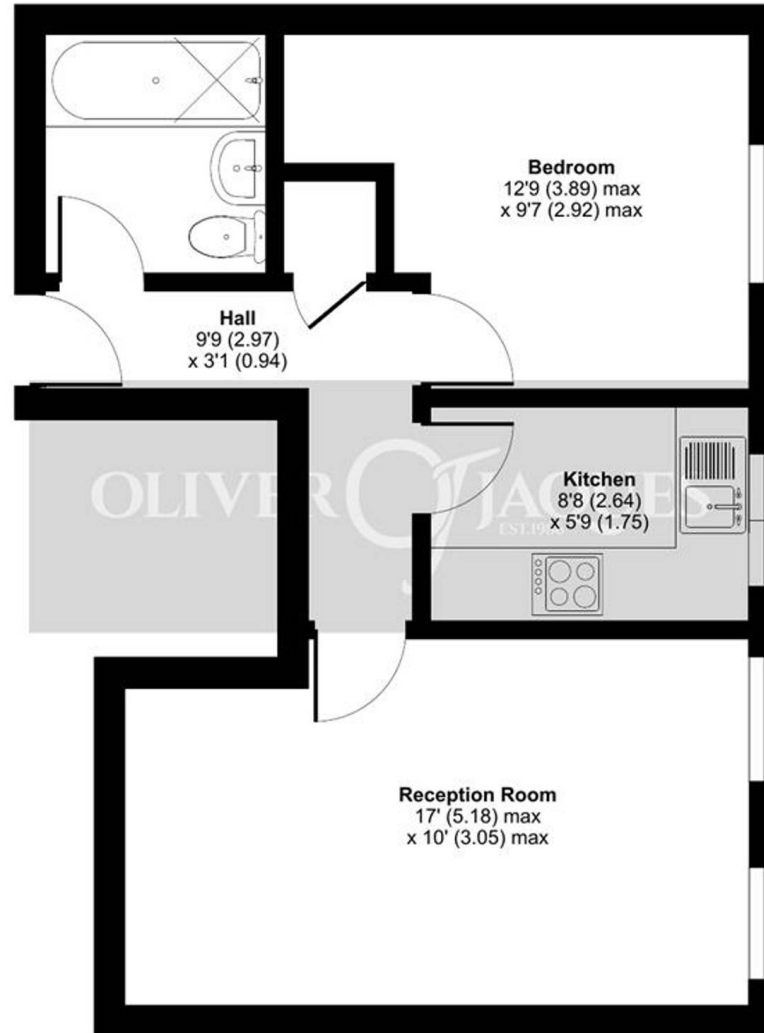 Bedroom
12'9 (3.89) max
x 9'7 (2.92) max
Hall
9'9 (2.97)
x 3'1 (0.94)
OLIVER OJ JAQUES
EST.19
Kitchen
8'8 (2.64)
x 5'9 (1.75)
Reception Room
17' (5.18) max
x 10' (3.05) max